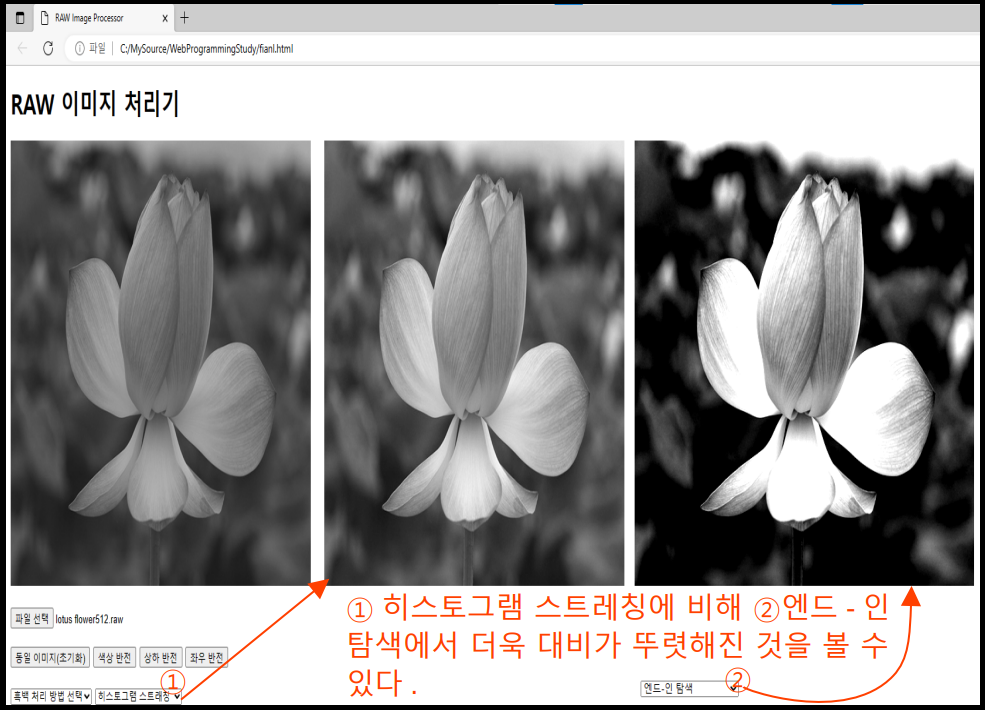 RAW Image Processor
파일 C:/MySource/WebProgrammingStudy/fianl.html
RAW 이미지 처리기
파일 선택 lotus flower512.raw
동일 이미지(초기화) 색상 반전 상하 반전 좌우 반전
①
흑백 처리 방법 선택 히스토그램 스트레칭
① 히스토그램 스트레칭에 비해 ②엔드 - 인
탐색에서 더욱 대비가 뚜렷해진 것을 볼 수
있다 .
엔드-인 탐색 ②